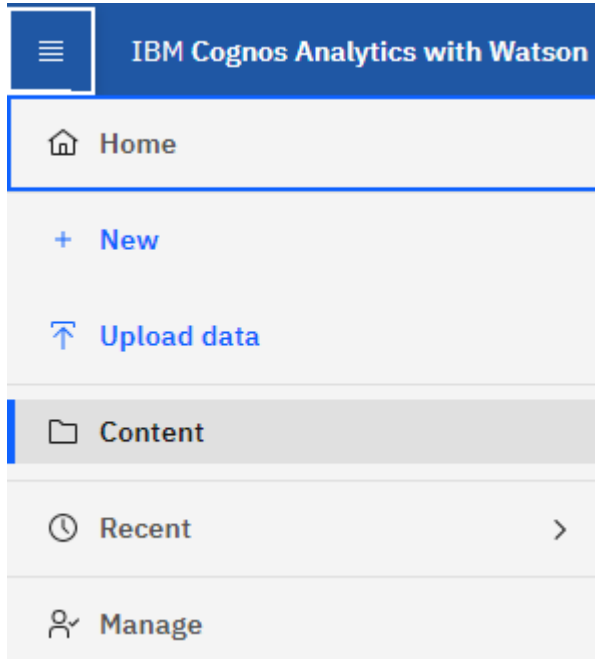 IBM Cognos Analytics with Watson
Home
New
Upload data
Content
Recent
Manage